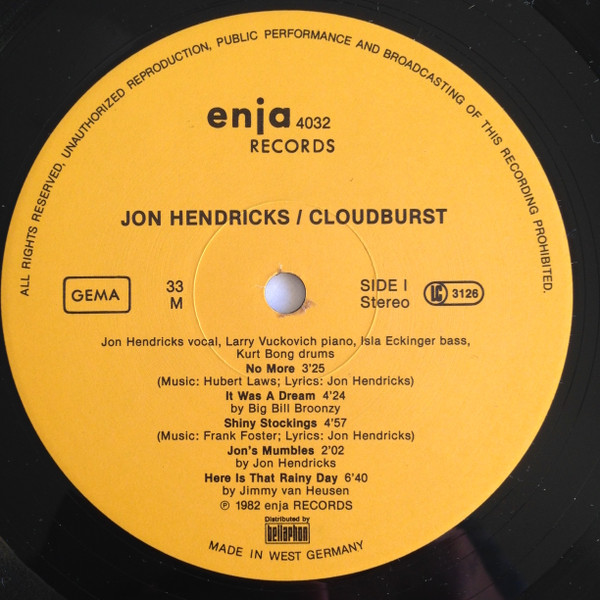 ALL RIGHTS RESERVED, UNAUTHORIZED REPRODUCTION, PUBLIC PERFORMANCE AND BROADCASTING OF THIS RECORDING PROHIBITED.
enja 4032
RECORDS
JON HENDRICKS / CLOUDBURST
GEMA
33
M
SIDE I
Stereo
LC 3126
Jon Hendricks vocal, Larry Vuckovich piano, Isla Eckinger bass,
Kurt Bong drums
No More 3'25
(Music: Hubert Laws; Lyrics: Jon Hendricks)
It Was A Dream 4'24
by Big Bill Broonzy
Shiny Stockings 4'57
(Music: Frank Foster; Lyrics: Jon Hendricks)
Jon's Mumbles 2'02
by Jon Hendricks
Here Is That Rainy Day 6'40
by Jimmy van Heusen
℗ 1982 enja RECORDS
Distributed by
bellaphon
MADE IN WEST GERMANY